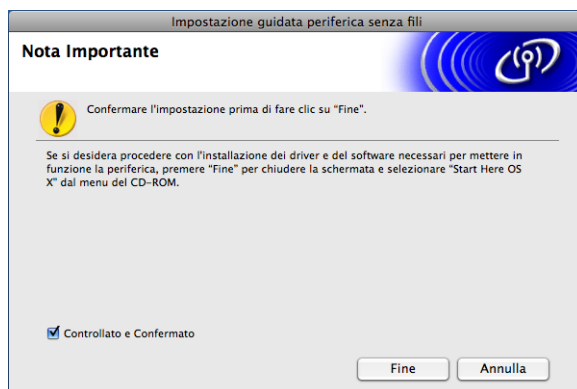 Impostazione guidata periferica senza fili
Nota Importante
Confermare l'impostazione prima di fare clic su "Fine".
Se si desidera procedere con l'installazione dei driver e del software necessari per mettere in
funzione la periferica, premere "Fine" per chiudere la schermata e selezionare "Start Here OS
X" dal menu del CD-ROM.
Controllato e Confermato
Fine
Annulla